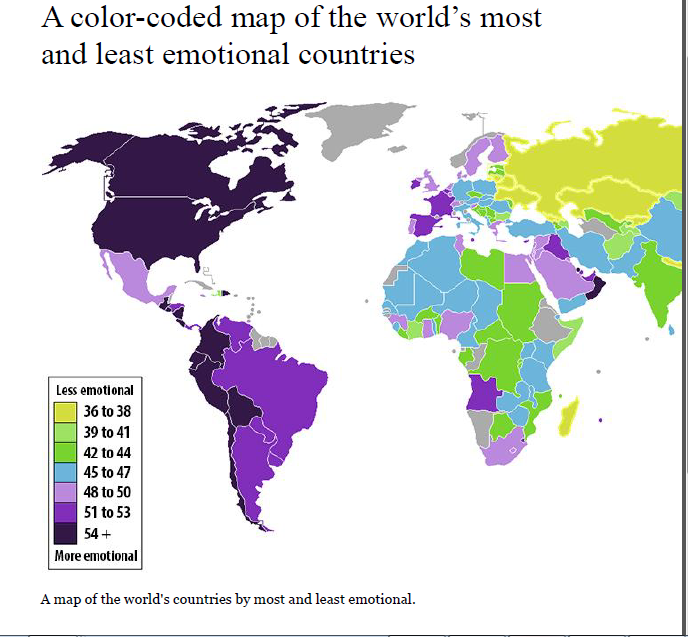 A color-coded map of the world’s most
and least emotional countries
Less emotional
36 to 38
39 to 41
42 to 44
45 to 47
48 to 50
51 to 53
54 +
More emotional
A map of the world's countries by most and least emotional.